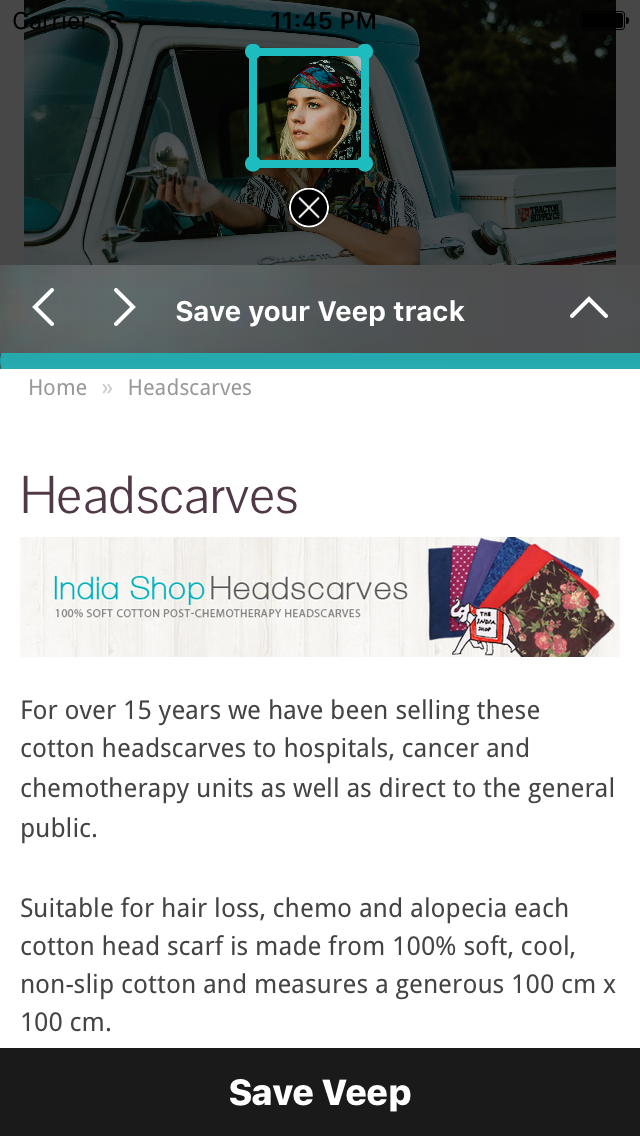 Carrier 11:45 PM
TRACTOR
SUPPLY CO
Custom
Save your Veep track
Home » Headscarves
Headscarves
India Shop Headscarves
100% SOFT COTTON POST-CHEMOTHERAPY HEADSCARVES
THE
INDIA
SHOP
For over 15 years we have been selling these
cotton headscarves to hospitals, cancer and
chemotherapy units as well as direct to the general
public.
Suitable for hair loss, chemo and alopecia each
cotton head scarf is made from 100% soft, cool,
non-slip cotton and measures a generous 100 cm x
100 cm.
Save Veep